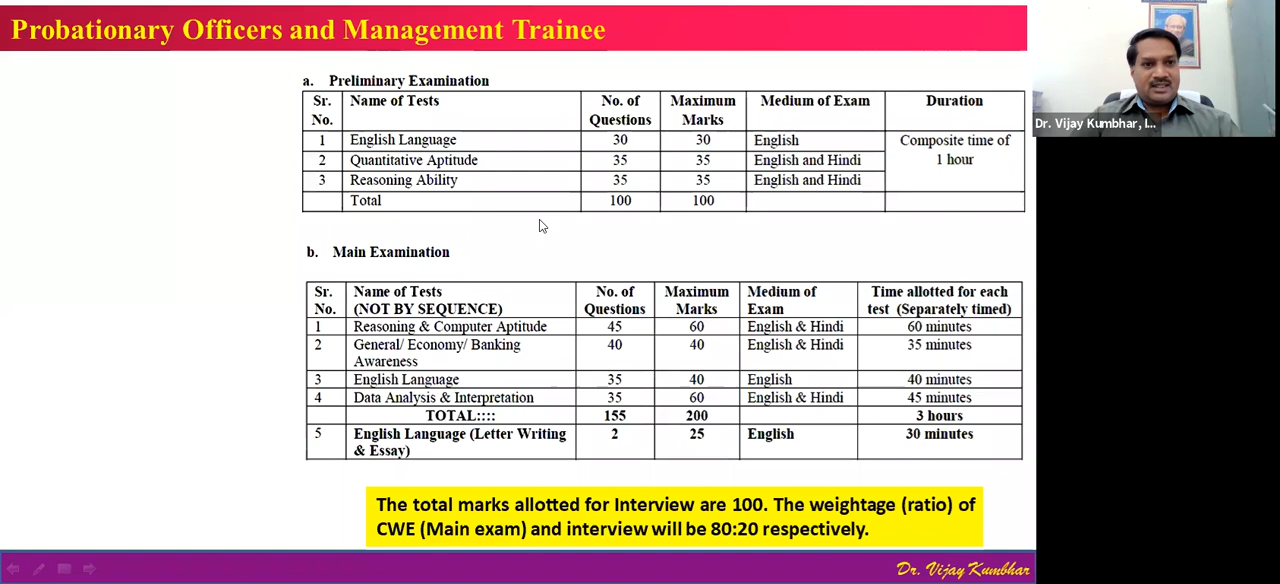 Probationary Officers and Management Trainee
a. Preliminary Examination
Sr. No. Name of Tests No. of Questions Maximum Marks Medium of Exam Duration
1 English Language 30 30 English Composite time of 1 hour
2 Quantitative Aptitude 35 35 English and Hindi
3 Reasoning Ability 35 35 English and Hindi
Total 100 100
b. Main Examination
Sr. No. Name of Tests (NOT BY SEQUENCE) No. of Questions Maximum Marks Medium of Exam Time allotted for each test (Separately timed)
1 Reasoning & Computer Aptitude 45 60 English & Hindi 60 minutes
2 General/ Economy/ Banking Awareness 40 40 English & Hindi 35 minutes
3 English Language 35 40 English 40 minutes
4 Data Analysis & Interpretation 35 60 English & Hindi 45 minutes
TOTAL:::: 155 200 3 hours
5 English Language (Letter Writing & Essay) 2 25 English 30 minutes
The total marks allotted for Interview are 100. The weightage (ratio) of
CWE (Main exam) and interview will be 80:20 respectively.
Dr. Vijay Kumbhar
Dr. Vijay Kumbhar, I...